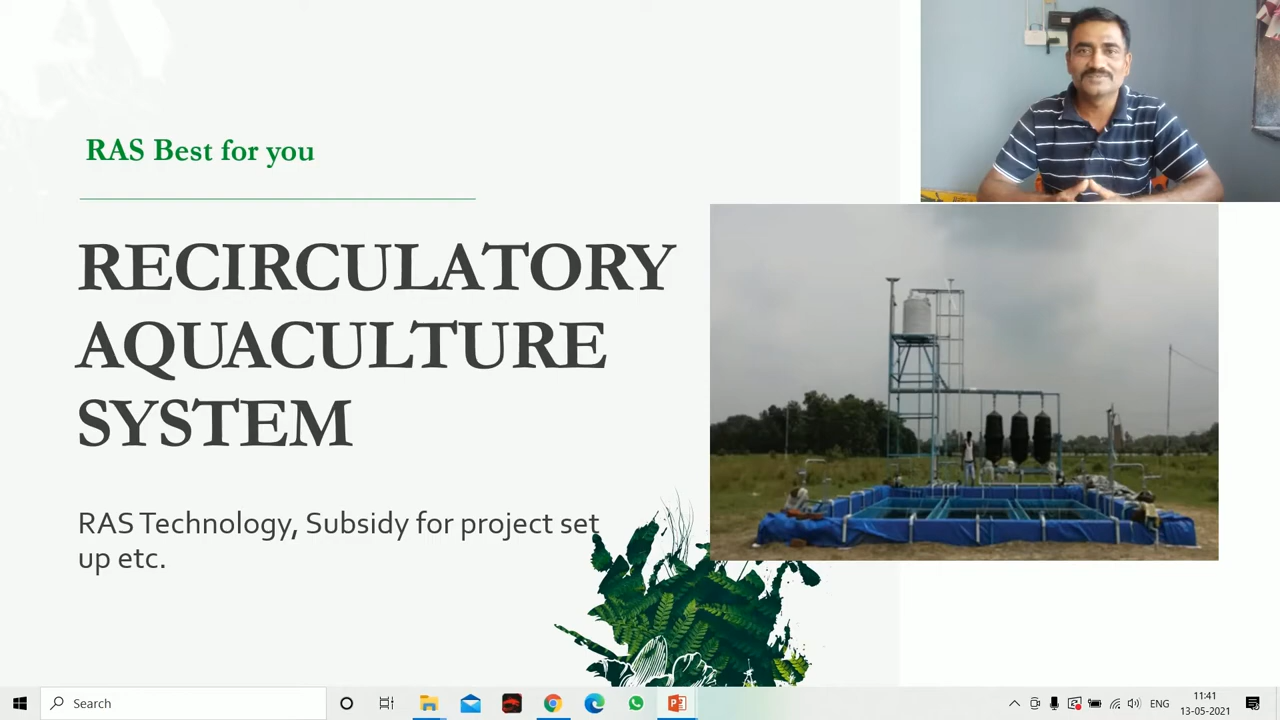 RAS Best for you
RECIRCULATORY
AQUACULTURE
SYSTEM
RAS Technology, Subsidy for project set
up etc.
Search
ENG
11:41
13-05-2021